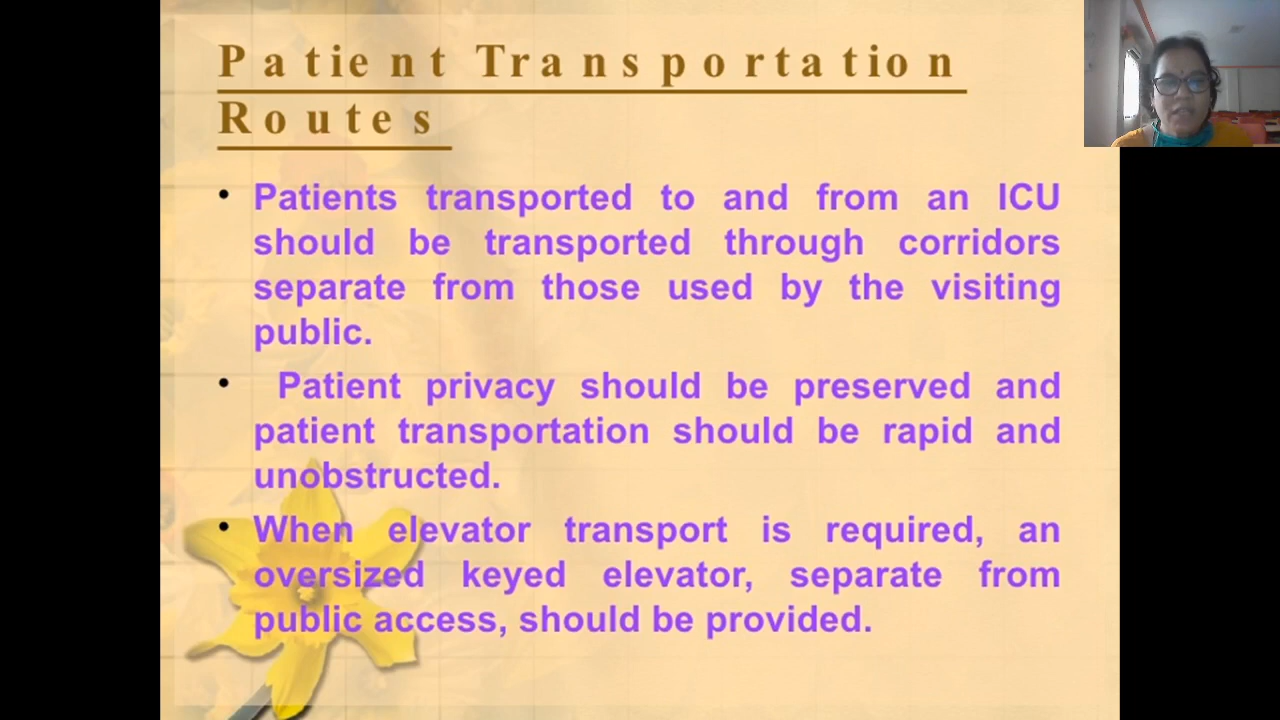 Patient Transportation
Routes
• Patients transported to and from an ICU
should be transported through corridors
separate from those used by the visiting
public.
• Patient privacy should be preserved and
patient transportation should be rapid and
unobstructed.
• When elevator transport is required, an
oversized keyed elevator, separate from
public access, should be provided.